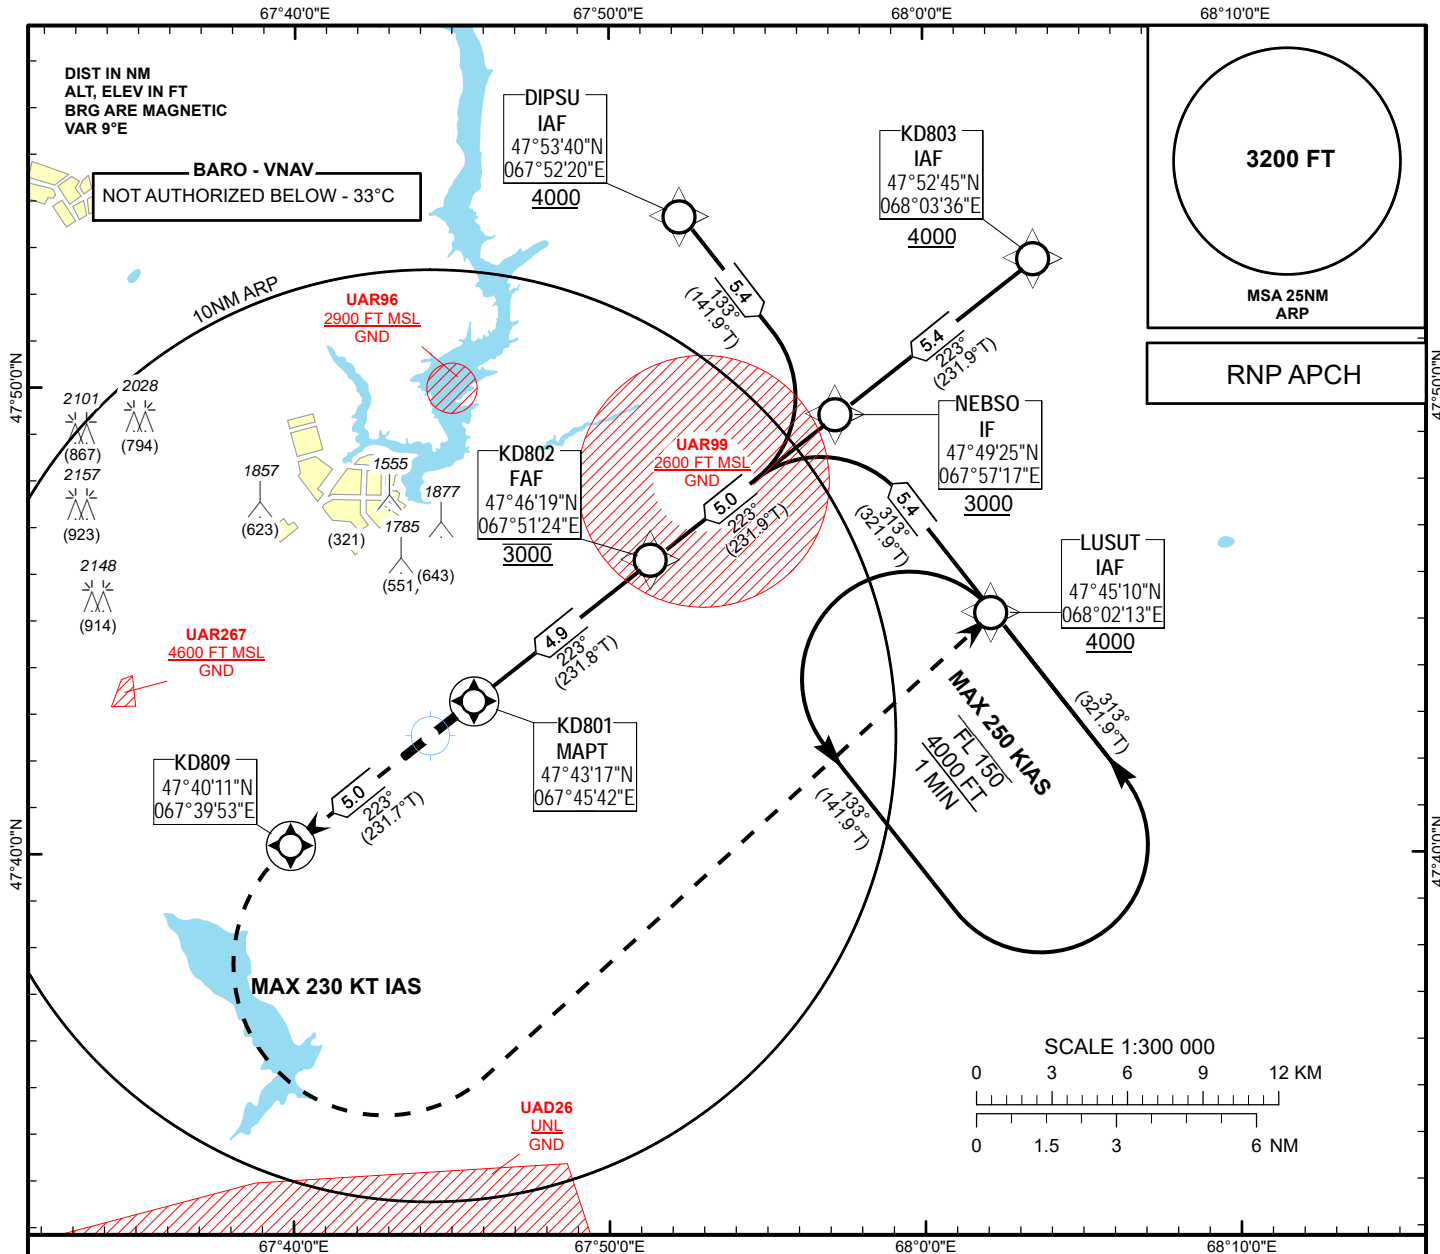 67°40'0"E
67°50'0"E
68°0'0"E
68°10'0"E
DIST IN NM
ALT, ELEV IN FT
BRG ARE MAGNETIC
VAR 9°E
BARO - VNAV
NOT AUTHORIZED BELOW - 33°C
DIPSU
IAF
47°53'40"N
067°52'20"E
4000
KD803
IAF
47°52'45"N
068°03'36"E
4000
3200 FT
MSA 25NM
ARP
RNP APCH
10NM ARP
UAR96
2900 FT MSL
GND
5.4
133°
(141.9°T)
5.4
223°
(231.9°T)
47°50'0"N
47°50'0"N
2101
(867)
2028
(794)
2157
(923)
2148
(914)
1857
(623)
1555
(321)
1877
(643)
1785
(551)
KD802
FAF
47°46'19"N
067°51'24"E
3000
UAR99
2600 FT MSL
GND
5.0
223°
(231.9°T)
NEBSO
IF
47°49'25"N
067°57'17"E
3000
5.4
313°
(321.9°T)
LUSUT
IAF
47°45'10"N
068°02'13"E
4000
UAR267
4600 FT MSL
GND
4.9
223°
(231.8°T)
KD801
MAPT
47°43'17"N
067°45'42"E
KD809
47°40'11"N
067°39'53"E
5.0
223°
(231.7°T)
MAX 250 KIAS
FL 150
4000 FT
1 MIN
313°
(321.9°T)
133°
(141.9°T)
47°40'0"N
47°40'0"N
MAX 230 KT IAS
UAD26
UNL
GND
SCALE 1:300 000
0 3 6 9 12 KM
0 1.5 3 6 NM
67°40'0"E
67°50'0"E
68°0'0"E
68°10'0"E